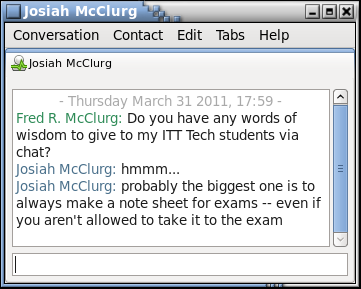 Josiah McClurg
Conversation Contact Edit Tabs Help
Josiah McClurg
- Thursday March 31 2011, 17:59 -
Fred R. McClurg: Do you have any words of
wisdom to give to my ITT Tech students via
chat?
Josiah McClurg: hmmm...
Josiah McClurg: probably the biggest one is to
always make a note sheet for exams -- even if
you aren't allowed to take it to the exam